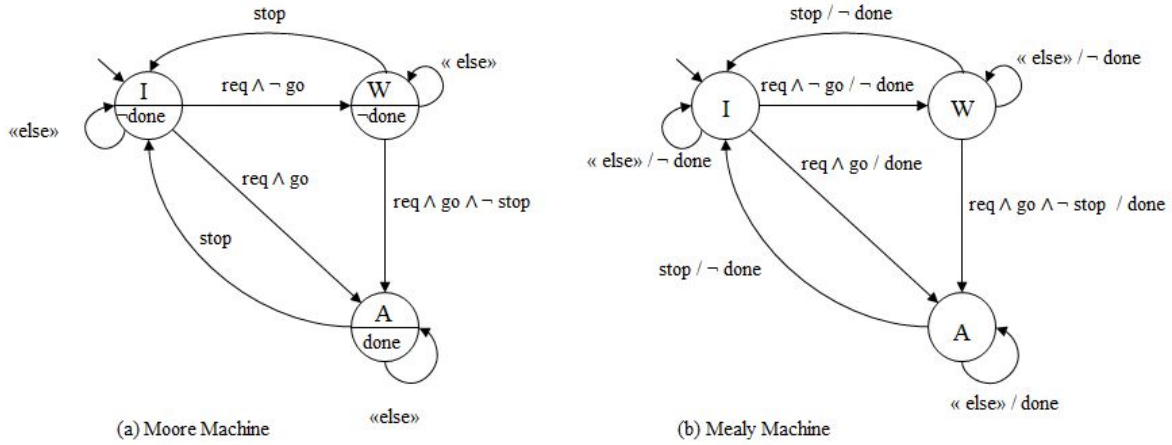 stop
I
¬done
req ∧ ¬ go
W
¬done
« else»
«else»
req ∧ go
req ∧ go ∧ ¬ stop
stop
A
done
«else»
(a) Moore Machine
stop / ¬ done
I
req ∧ ¬ go / ¬ done
W
« else» / ¬ done
« else» / ¬ done
req ∧ go / done
req ∧ go ∧ ¬ stop / done
stop / ¬ done
A
« else» / done
(b) Mealy Machine